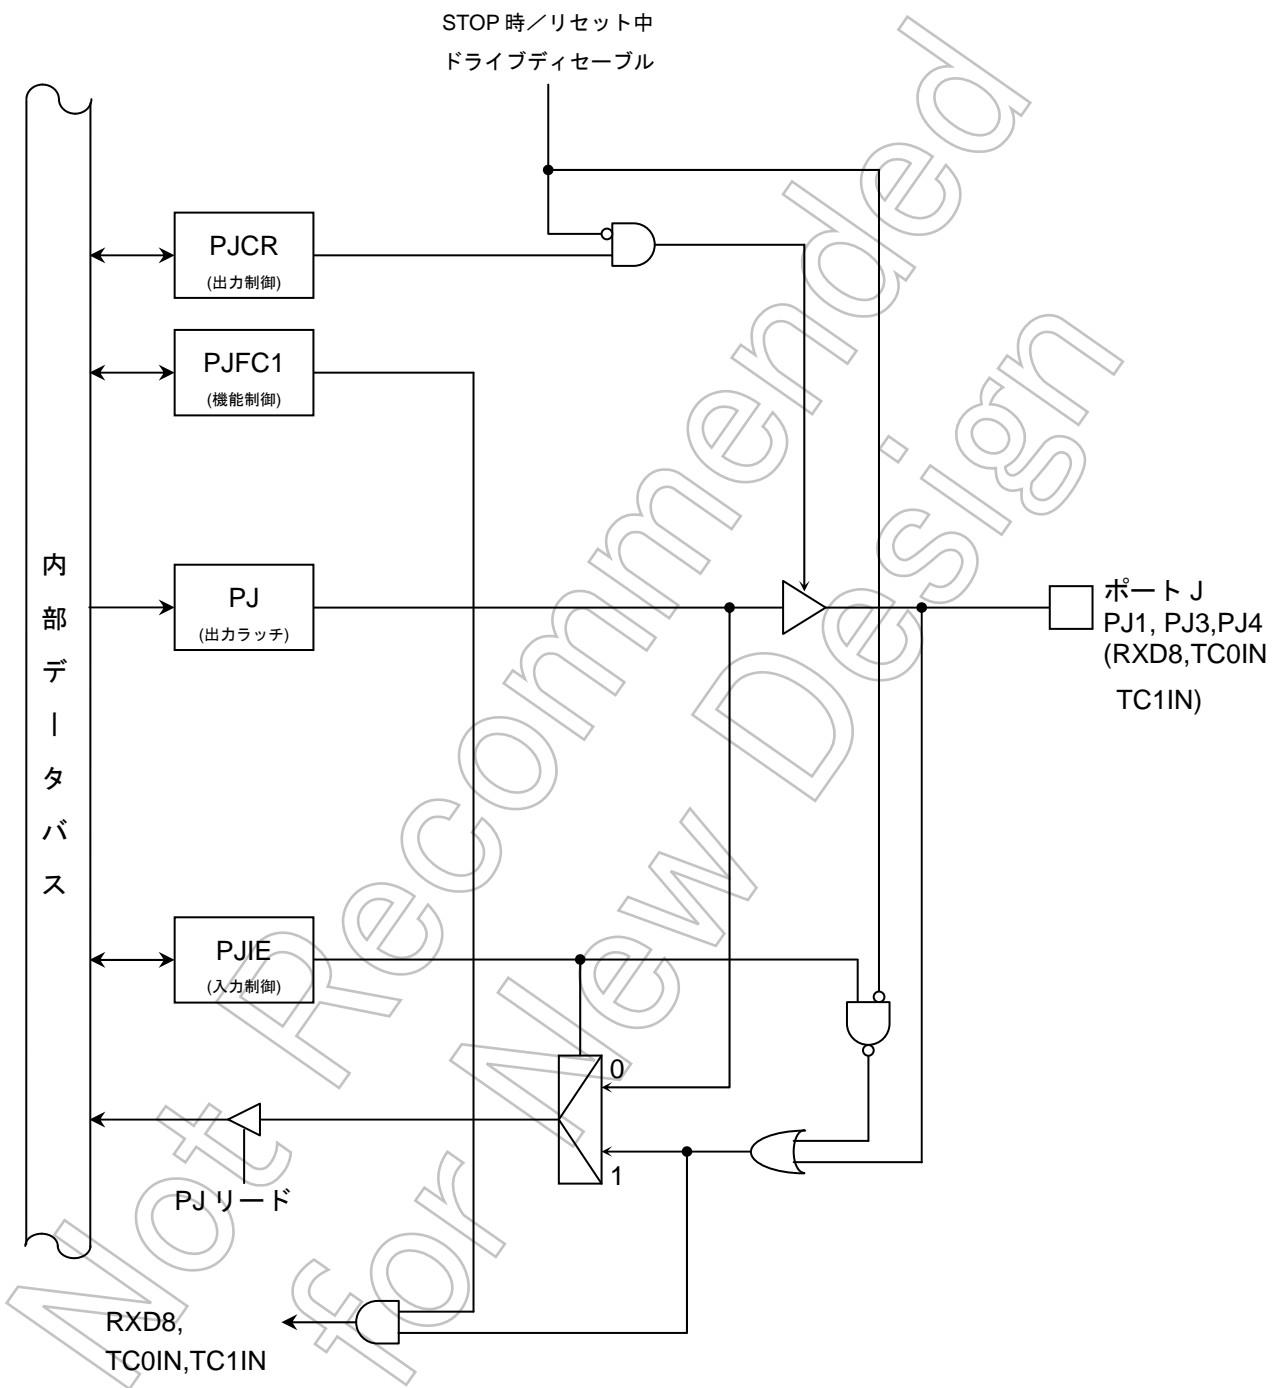 STOP 時／リセット中
ドライブディセーブル
PJCR
(出力制御)
PJFC1
(機能制御)
内部データバス
PJ
(出力ラッチ)
ポート J
PJ1, PJ3,PJ4
(RXD8,TC0IN
TC1IN)
PJIE
(入力制御)
0
1
PJ リード
RXD8,
TC0IN,TC1IN
Not Recommended
for New Design